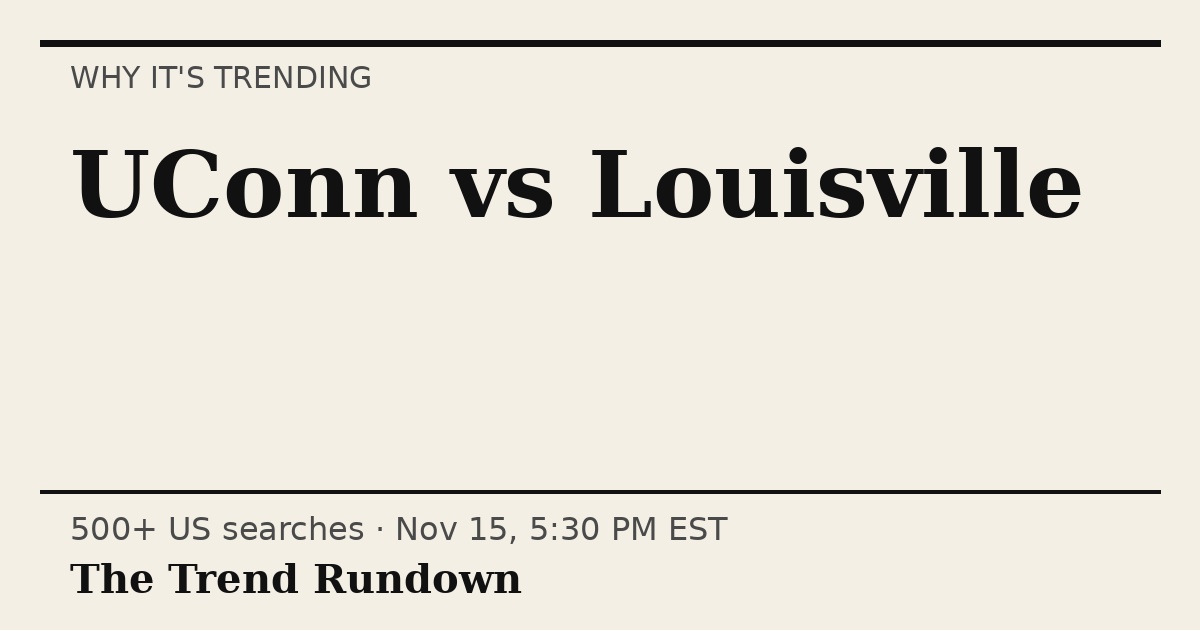 WHY IT'S TRENDING
UConn vs Louisville
500+ US searches · Nov 15, 5:30 PM EST
The Trend Rundown